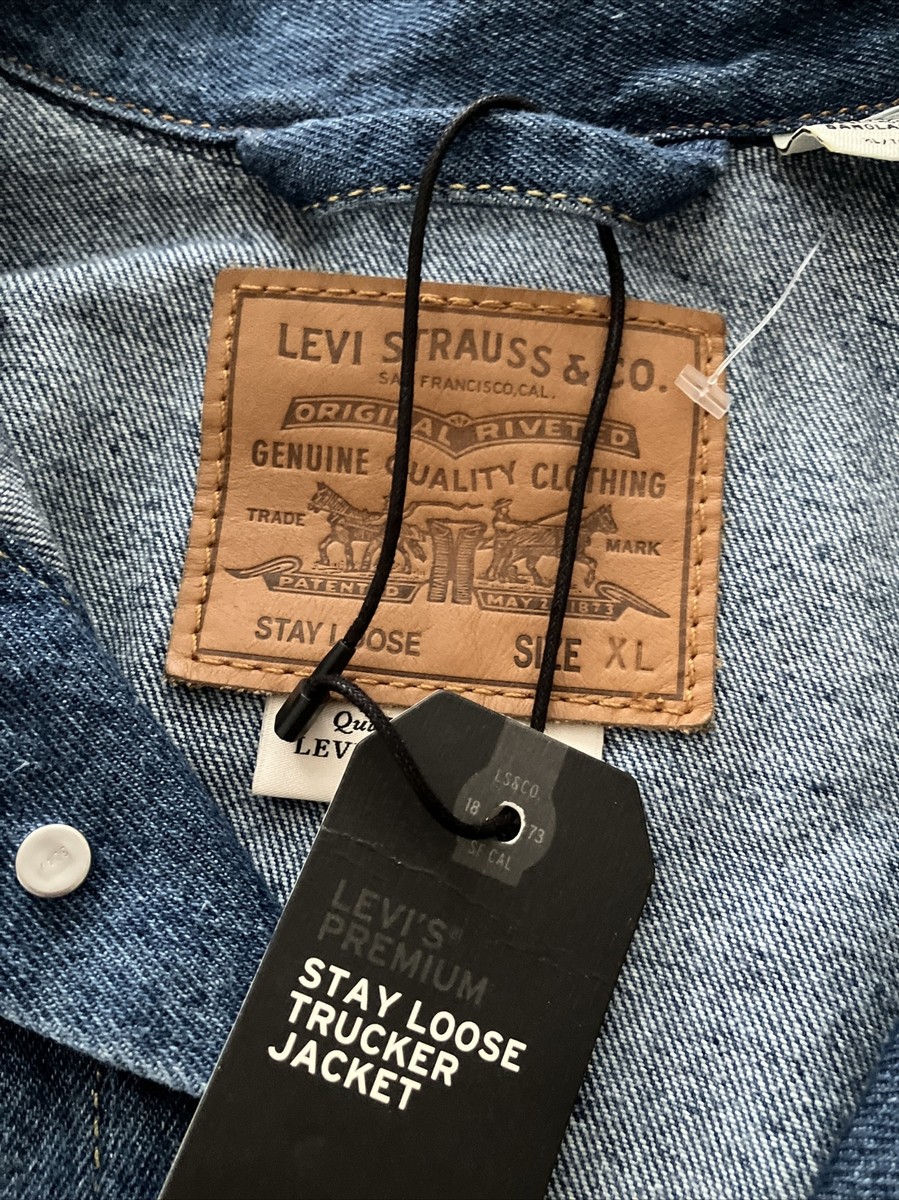 LEVI STRAUSS & CO.
SAN FRANCISCO, CAL.
ORIGINAL RIVETED
GENUINE QUALITY CLOTHING
TRADE MARK
PATENTED MAY 20 1873
STAY LOOSE SIZE XL
LEVI
LS&CO.
18 73
SF CAL
LEVI'S®
PREMIUM
STAY LOOSE
TRUCKER
JACKET